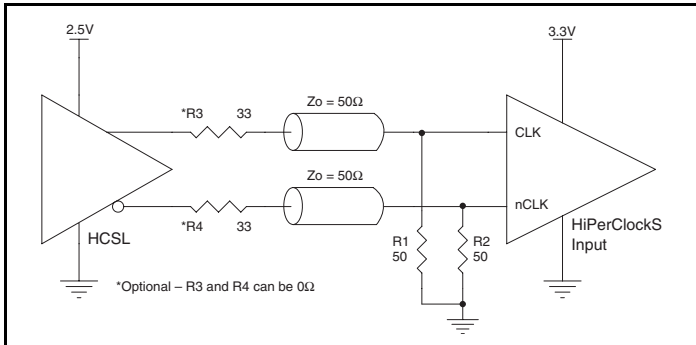 2.5V
3.3V
*R3 33
Zo = 50Ω
CLK
Zo = 50Ω
nCLK
*R4 33
HCSL
HiPerClockS
Input
R1
50
R2
50
*Optional – R3 and R4 can be 0Ω